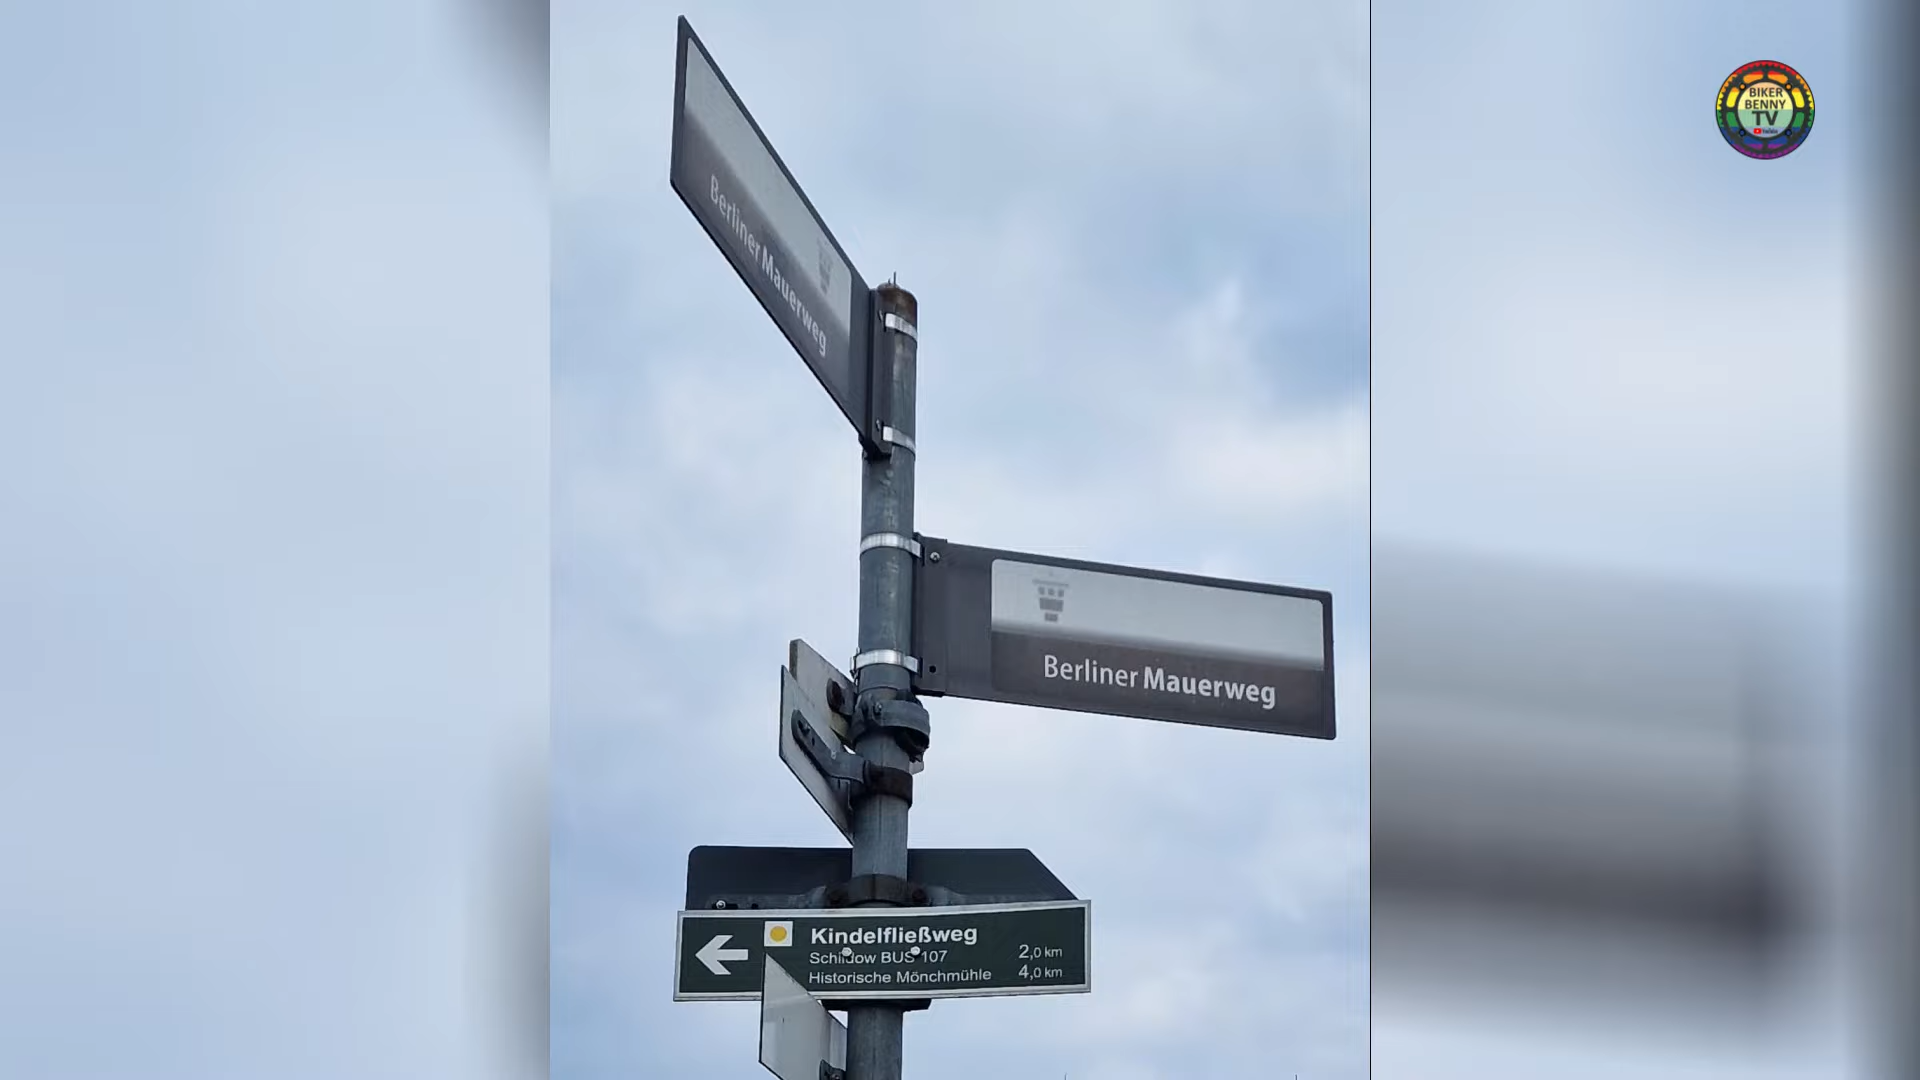 BIKER
BENNY
TV
YouTube
Berliner Mauerweg
Berliner Mauerweg
Kindelfließweg
Schildow BUS 107 2,0 km
Historische Mönchmühle 4,0 km